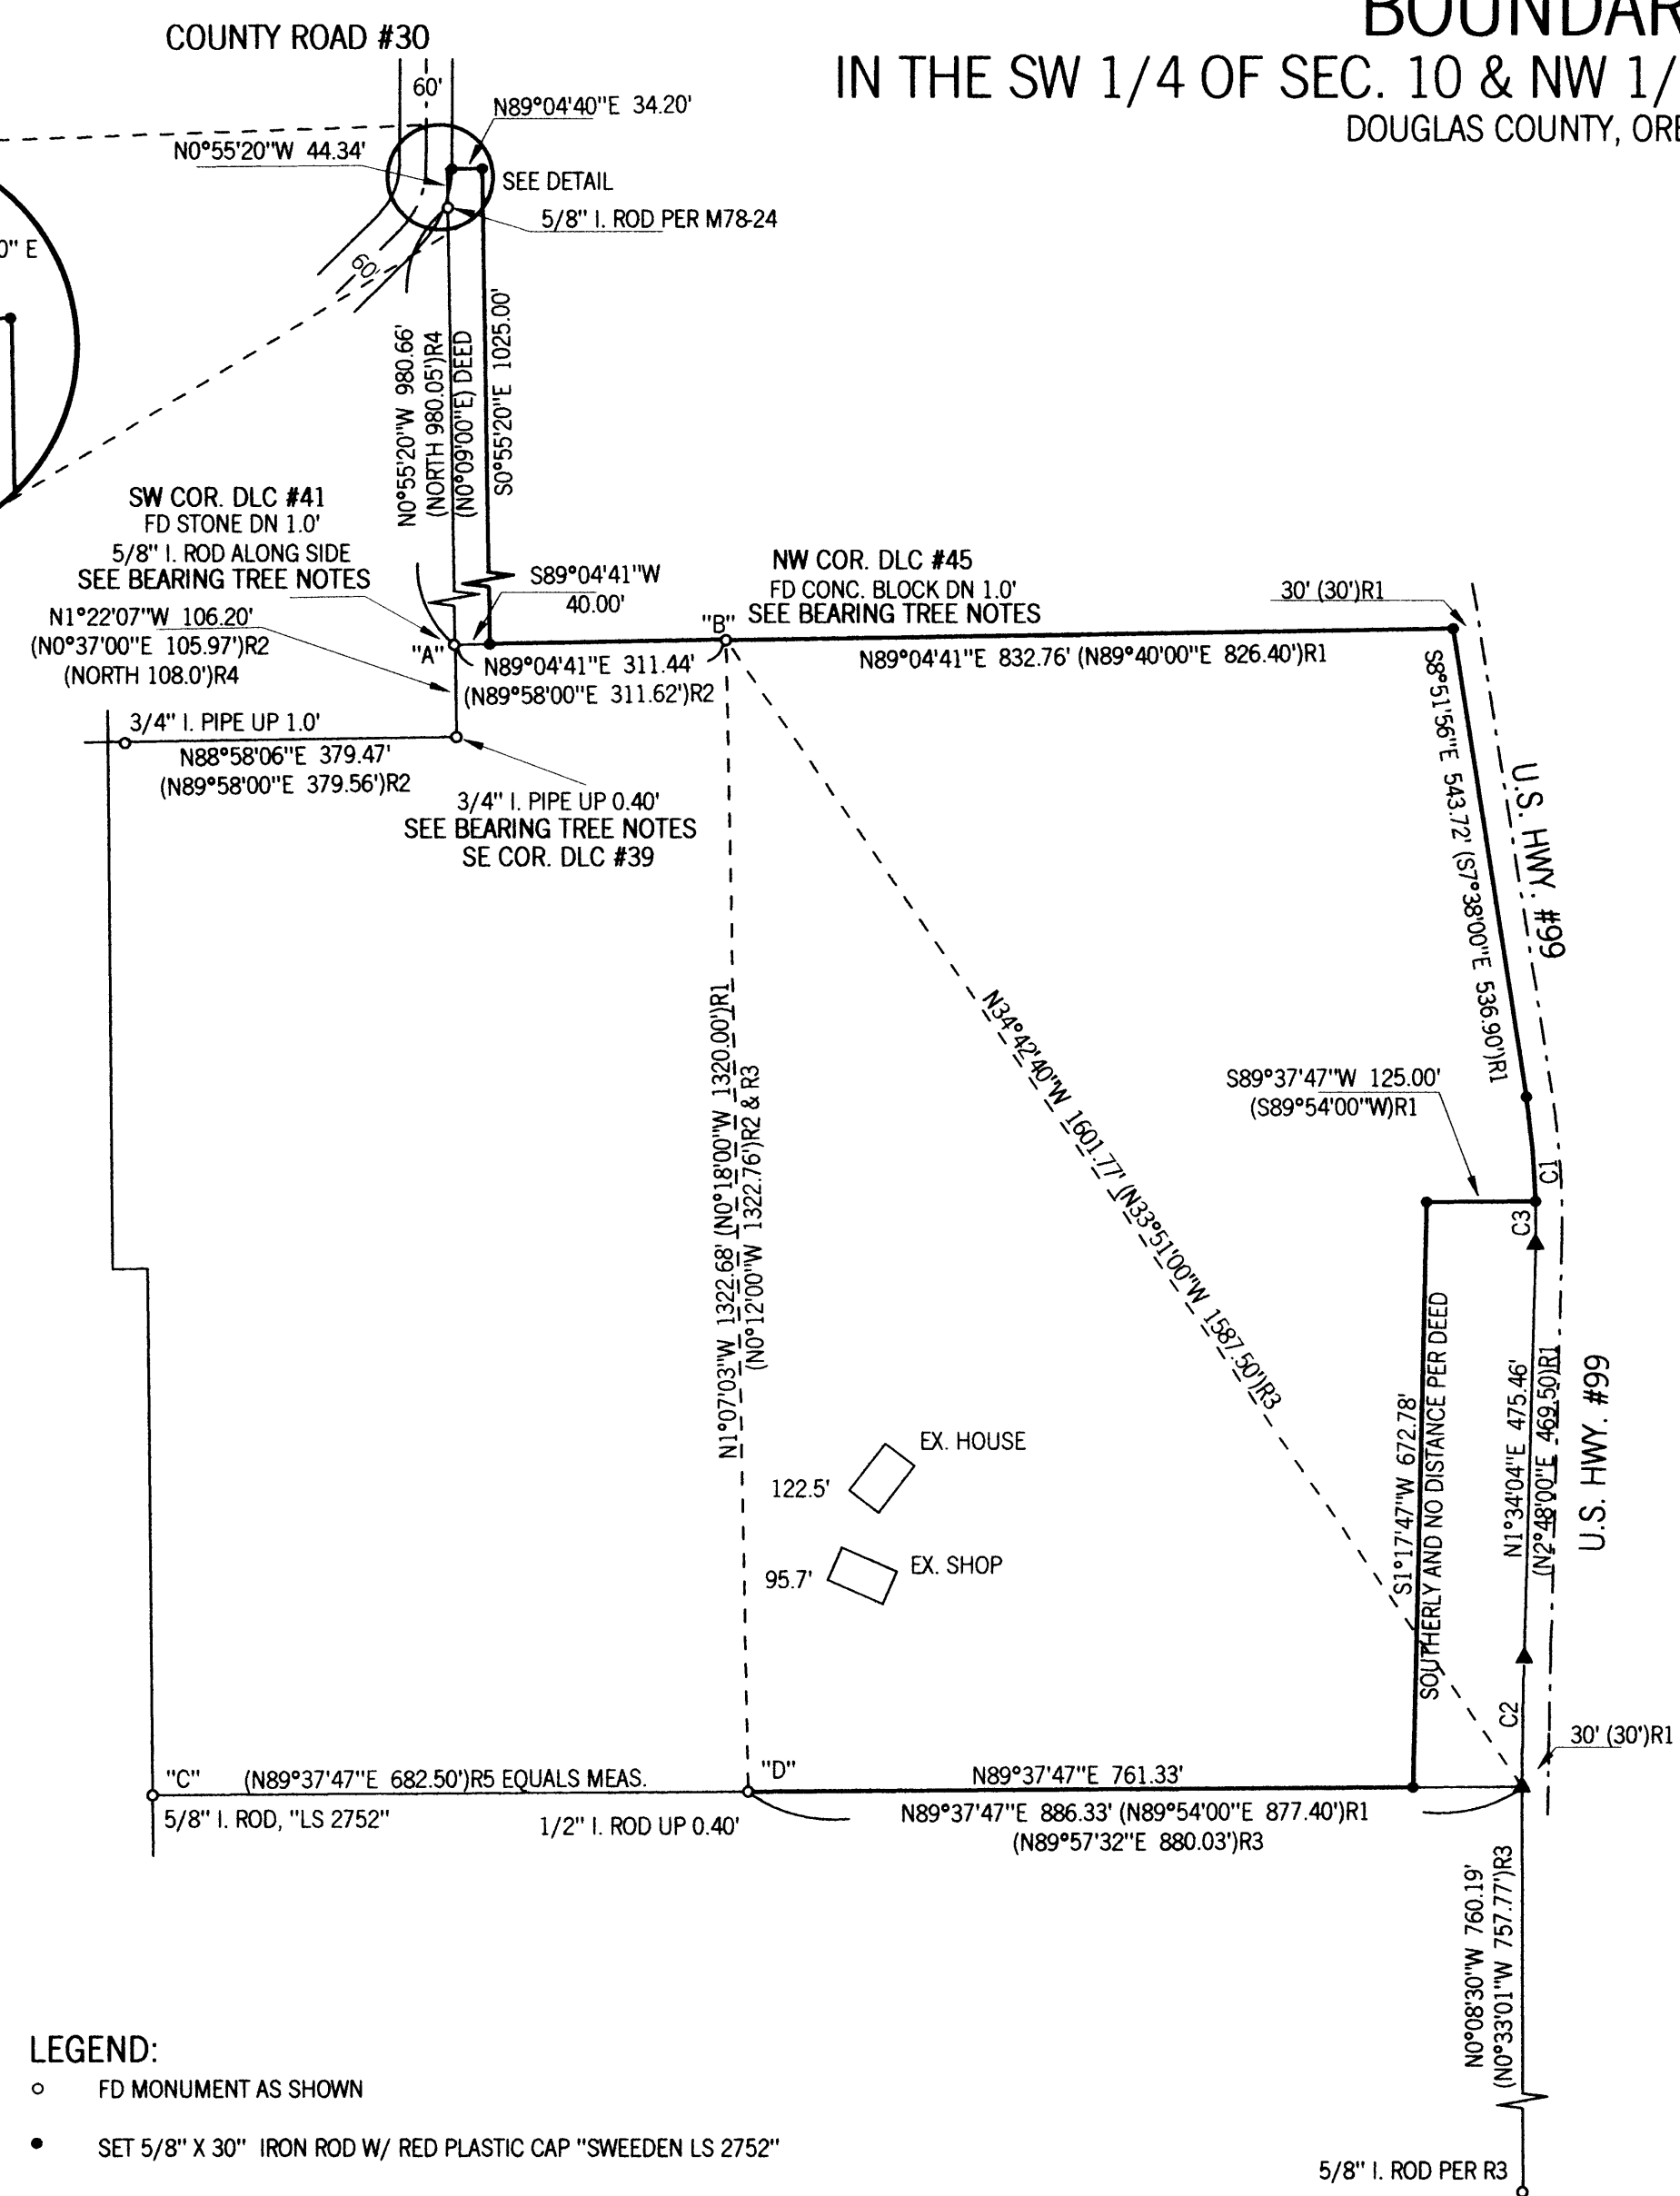 BOUNDAR
IN THE SW 1/4 OF SEC. 10 & NW 1/
DOUGLAS COUNTY, ORE
COUNTY ROAD #30
60'
N89°04'40"E 34.20'
N0°55'20"W 44.34'
SEE DETAIL
5/8" I. ROD PER M78-24
0" E
60'
N0°55'20"W 980.66'
(NORTH 980.05')R4
(N0°09'00"E) DEED
S0°55'20"E 1025.00'
SW COR. DLC #41
FD STONE DN 1.0'
5/8" I. ROD ALONG SIDE
SEE BEARING TREE NOTES
N1°22'07"W 106.20'
(N0°37'00"E 105.97')R2
(NORTH 108.0')R4
S89°04'41"W
40.00'
NW COR. DLC #45
FD CONC. BLOCK DN 1.0'
SEE BEARING TREE NOTES
30' (30')R1
"A"
"B"
N89°04'41"E 311.44'
(N89°58'00"E 311.62')R2
N89°04'41"E 832.76' (N89°40'00"E 826.40')R1
3/4" I. PIPE UP 1.0'
N88°58'06"E 379.47'
(N89°58'00"E 379.56')R2
3/4" I. PIPE UP 0.40'
SEE BEARING TREE NOTES
SE COR. DLC #39
S8°51'56"E 543.72' (S7°38'00"E 536.90')R1
U.S. HWY. #99
N1°07'03"W 1322.68' (N0°18'00"W 1320.00')R1
(N0°12'00"W 1322.76')R2 & R3
N34°42'40"W 1601.77' (N33°51'00"W 1587.50')R3
S89°37'47"W 125.00'
(S89°54'00"W)R1
C1
C3
S1°17'47"W 672.78'
SOUTHERLY AND NO DISTANCE PER DEED
N1°34'04"E 475.46'
(N2°48'00"E 469.50)R1
U.S. HWY. #99
EX. HOUSE
122.5'
EX. SHOP
95.7'
C2
30' (30')R1
"C"
(N89°37'47"E 682.50')R5 EQUALS MEAS.
"D"
N89°37'47"E 761.33'
5/8" I. ROD, "LS 2752"
1/2" I. ROD UP 0.40'
N89°37'47"E 886.33' (N89°54'00"E 877.40')R1
(N89°57'32"E 880.03')R3
N0°08'30"W 760.19'
(N0°33'01"W 757.77')R3
5/8" I. ROD PER R3
LEGEND:
FD MONUMENT AS SHOWN
SET 5/8" X 30" IRON ROD W/ RED PLASTIC CAP "SWEEDEN LS 2752"